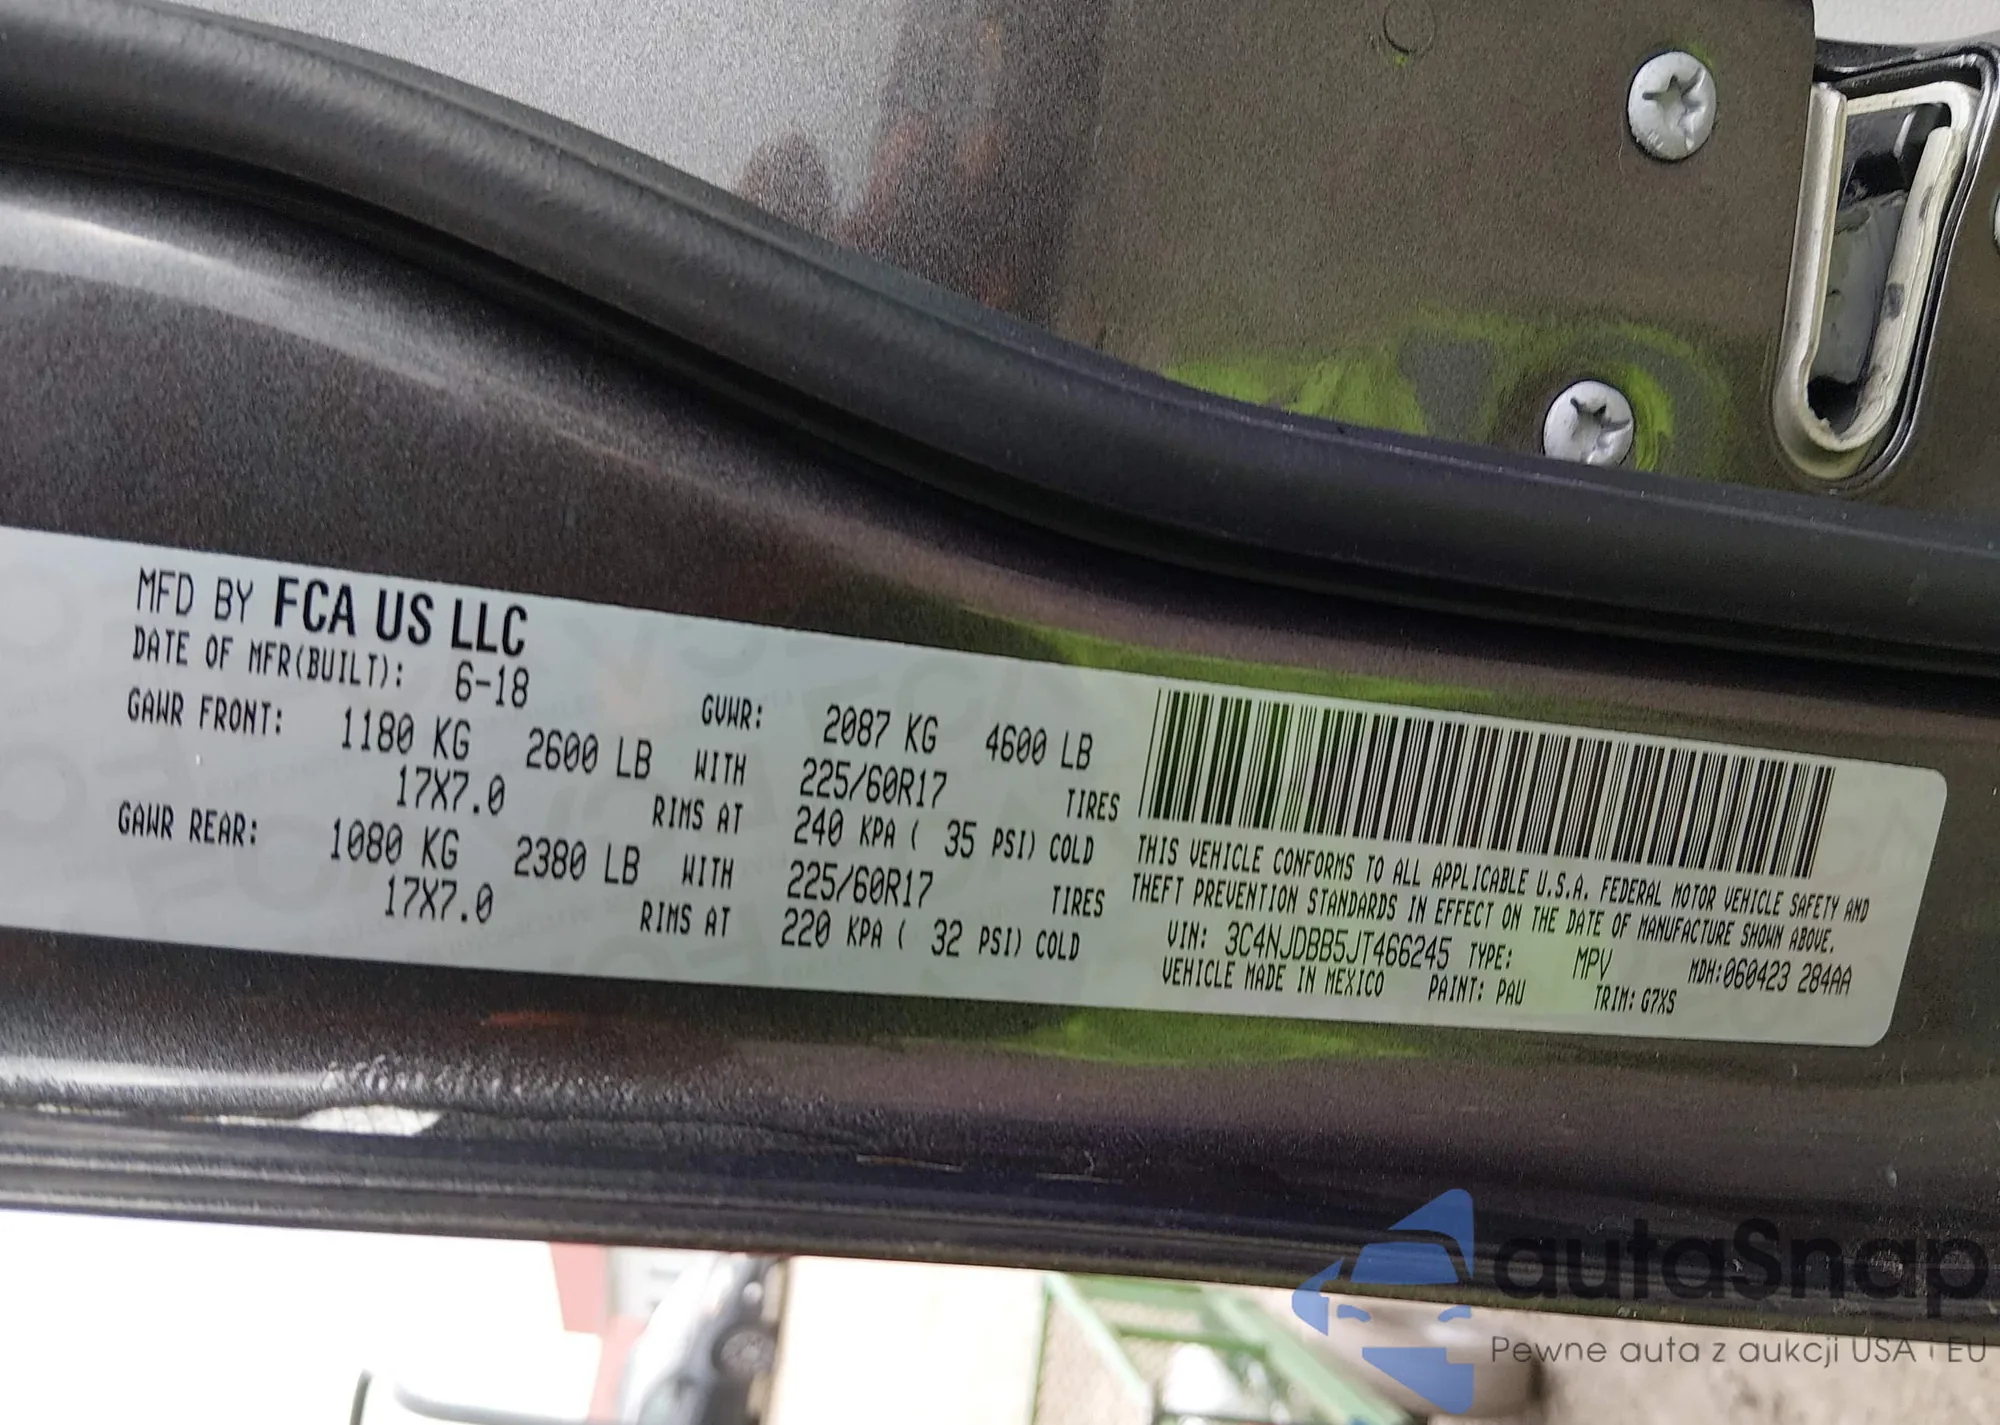 MFD BY FCA US LLC
DATE OF MFR(BUILT): 6-18
GVWR: 2087 KG 4600 LB
GAWR FRONT: 1180 KG 2600 LB WITH 225/60R17 TIRES
17X7.0 RIMS AT 240 KPA ( 35 PSI) COLD
GAWR REAR: 1080 KG 2380 LB WITH 225/60R17 TIRES
17X7.0 RIMS AT 220 KPA ( 32 PSI) COLD
THIS VEHICLE CONFORMS TO ALL APPLICABLE U.S.A. FEDERAL MOTOR VEHICLE SAFETY AND
THEFT PREVENTION STANDARDS IN EFFECT ON THE DATE OF MANUFACTURE SHOWN ABOVE.
VIN: 3C4NJDBB5JT466245 TYPE: MPV MDH:060423 284AA
VEHICLE MADE IN MEXICO PAINT: PAU TRIM: G7XS
autaSnap
Pewne auta z aukcji USA i EU